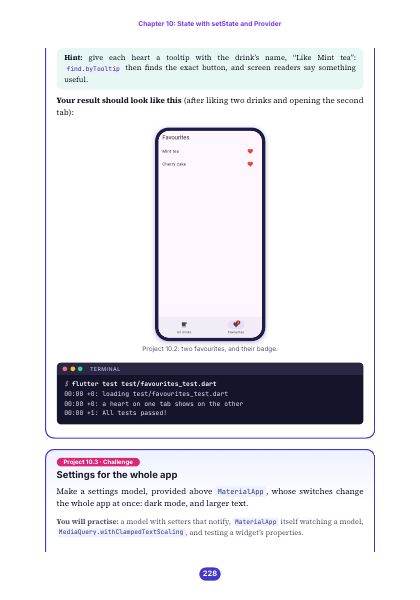 Chapter 10: State with setState and Provider
Hint: give each heart a tooltip with the drink's name, “Like Mint tea”:
find.byTooltip then finds the exact button, and screen readers say something
useful.
Your result should look like this (after liking two drinks and opening the second
tab):
Favourites
Mint tea
Cherry cake
All drinks
Favourites
Project 10.2: two favourites, and their badge.
TERMINAL
$ flutter test test/favourites_test.dart
00:00 +0: loading test/favourites_test.dart
00:00 +0: a heart on one tab shows on the other
00:00 +1: All tests passed!
Project 10.3 · Challenge
Settings for the whole app
Make a settings model, provided above MaterialApp, whose switches change
the whole app at once: dark mode, and larger text.
You will practise: a model with setters that notify, MaterialApp itself watching a model,
MediaQuery.withClampedTextScaling, and testing a widget's properties.
228